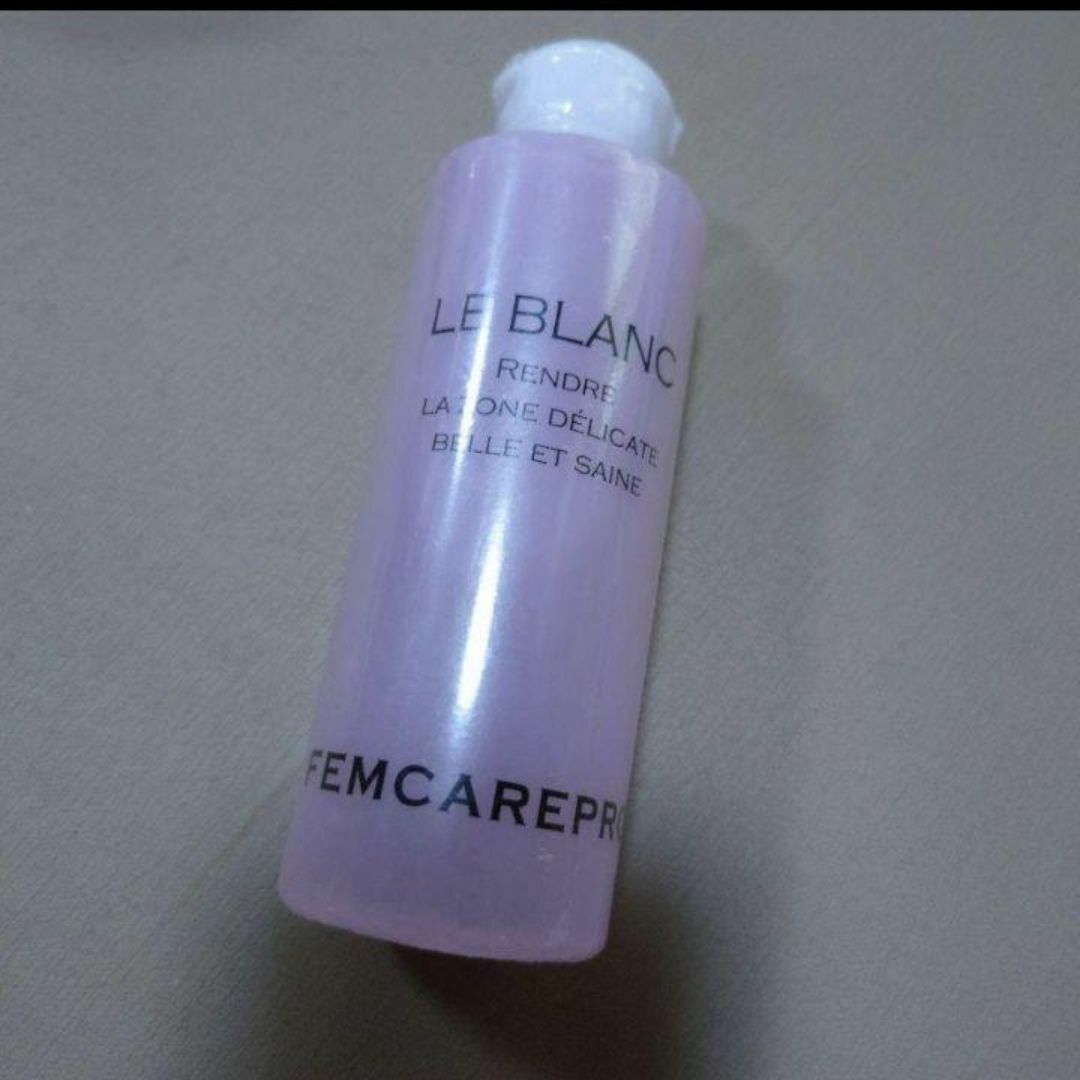 LE BLANC
RENDRE
LA ZONE DÉLICATE
BELLE ET SAINE
FEMCAREPRO